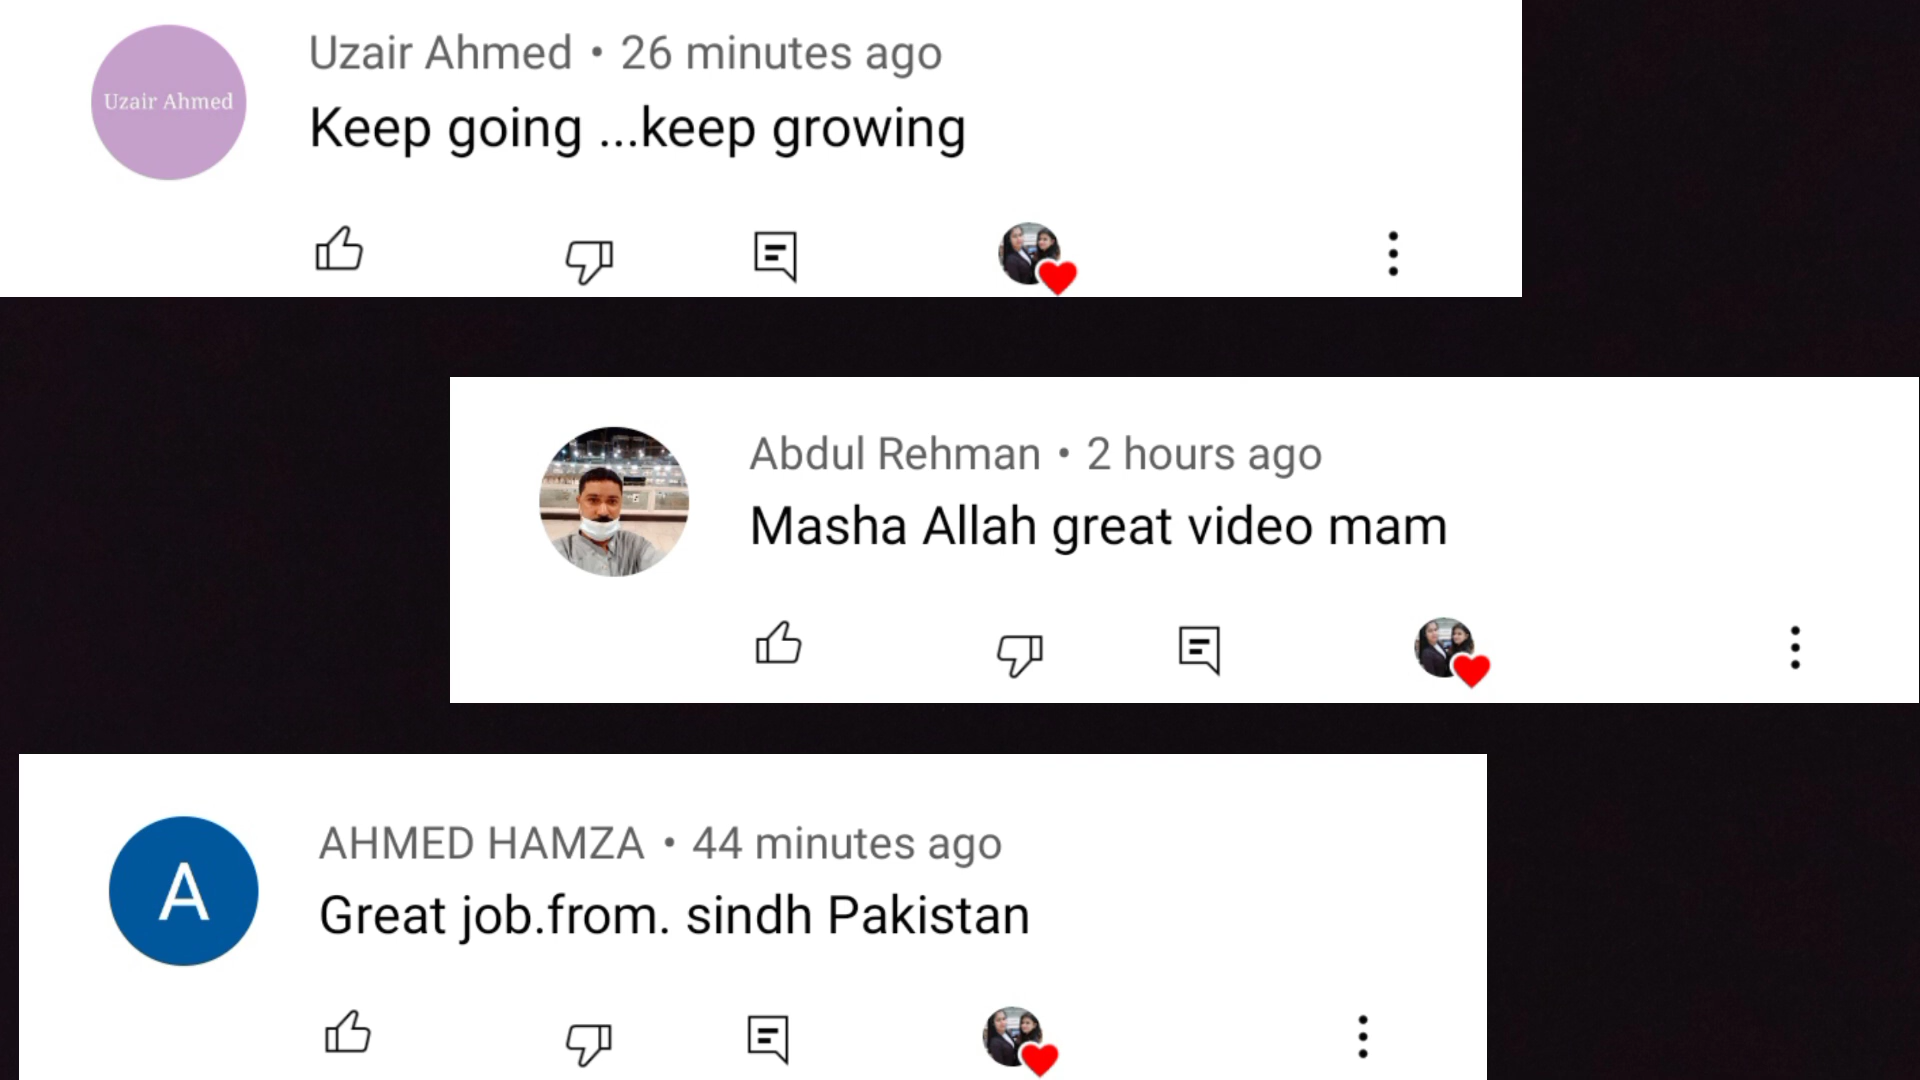 Uzair Ahmed
Uzair Ahmed • 26 minutes ago
Keep going ...keep growing
Abdul Rehman • 2 hours ago
Masha Allah great video mam
A
AHMED HAMZA • 44 minutes ago
Great job.from. sindh Pakistan